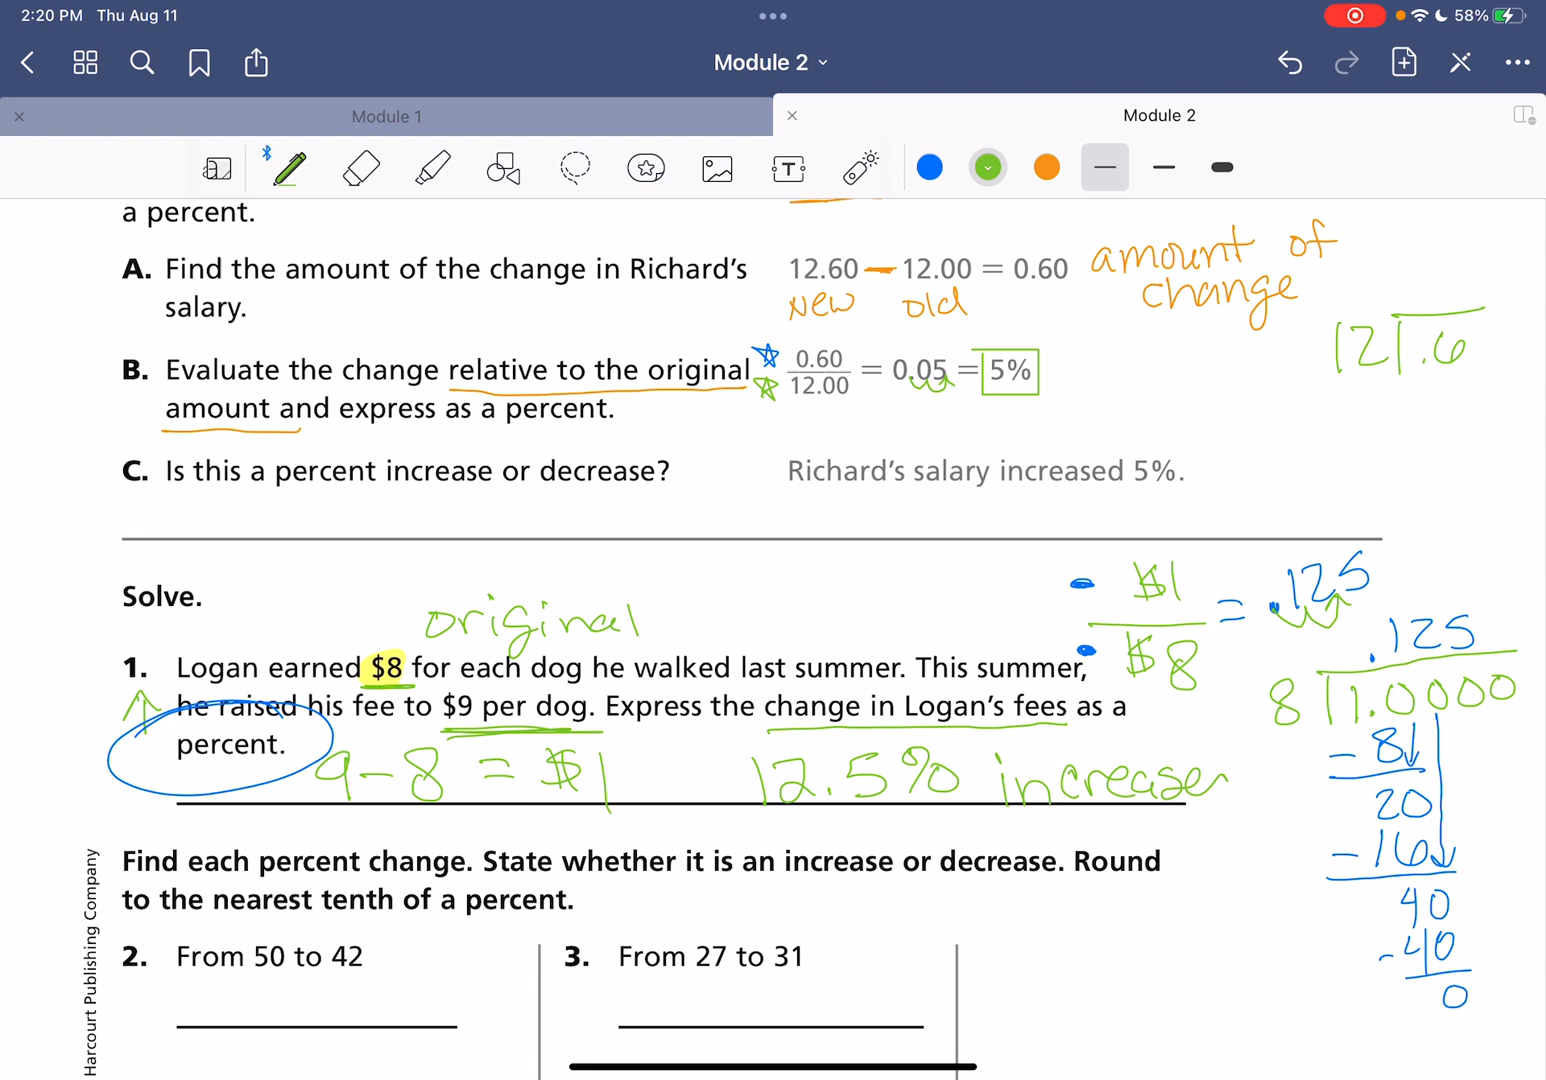 2:20 PM Thu Aug 11
58%
Module 2
Module 1
Module 2
T
a percent.
A. Find the amount of the change in Richard's
salary.
12.60 — 12.00 = 0.60
New old
amount of
change
12 .6
B. Evaluate the change relative to the original
amount and express as a percent.
0.60
12.00
= 0.05 = 5%
C. Is this a percent increase or decrease?
Richard's salary increased 5%.
Solve.
original
$1
$8
= .125
1. Logan earned $8 for each dog he walked last summer. This summer,
he raised his fee to $9 per dog. Express the change in Logan's fees as a
percent.
9 - 8 = $1
12.5% increase
.125
8 1.0000
- 8
20
- 16
40
- 40
0
Find each percent change. State whether it is an increase or decrease. Round
to the nearest tenth of a percent.
2. From 50 to 42
3. From 27 to 31
Harcourt Publishing Company